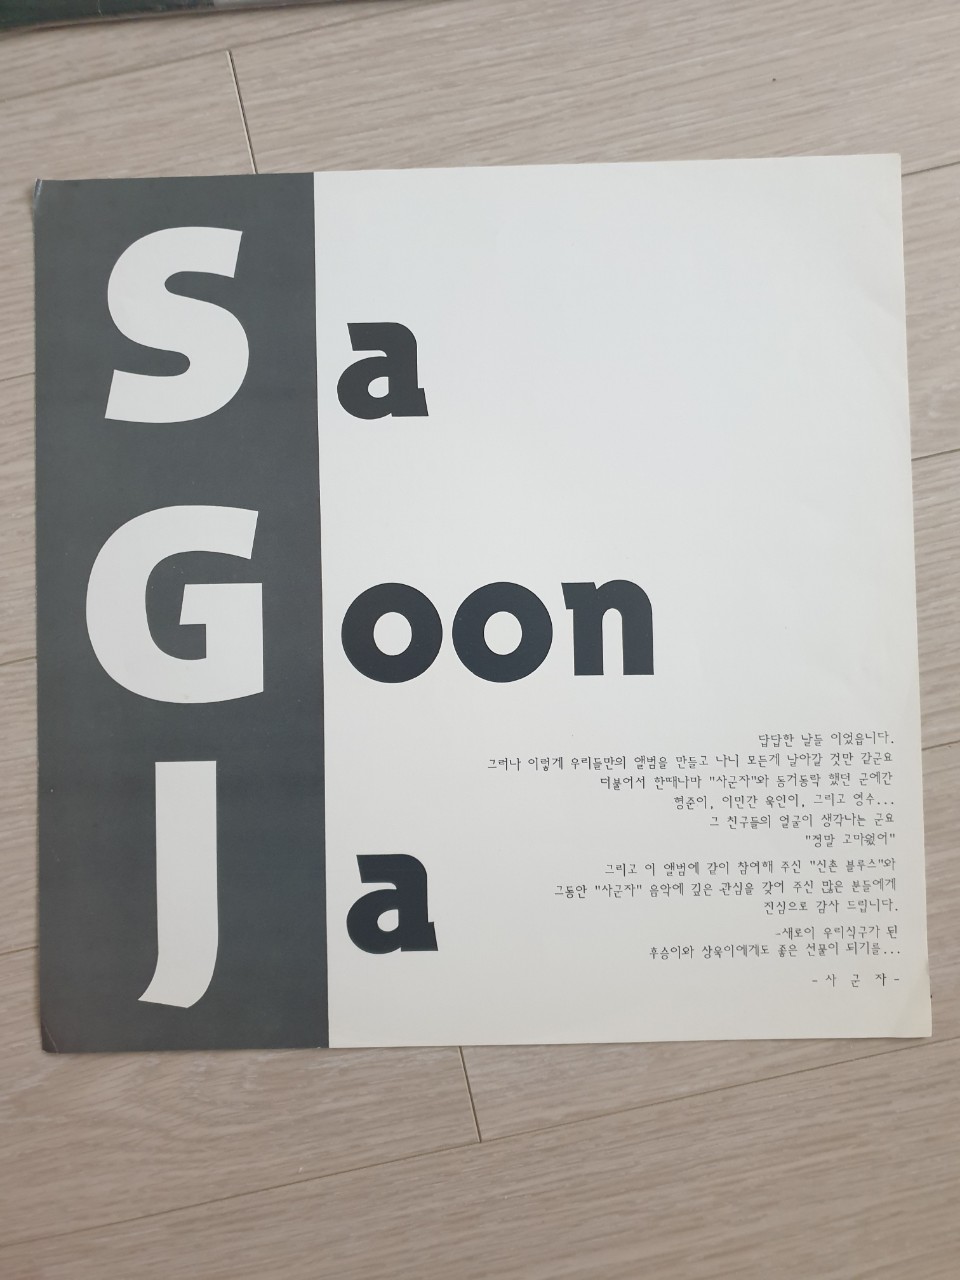 Sa
Goon
Ja
답답한 날들 이었읍니다.
그러나 이렇게 우리들만의 앨범을 만들고 나니 모든게 날아갈 것만 같군요
더불어서 한때나마 "사군자"와 동거동락 했던 군에간
형준이, 이민간 욱인이, 그리고 영수...
그 친구들의 얼굴이 생각나는 군요
"정말 고마웠어"
그리고 이 앨범에 같이 참여해 주신 "신촌 블루스"와
그동안 "사군자" 음악에 깊은 관심을 갖어 주신 많은 분들에게
진심으로 감사 드립니다.
-새로이 우리식구가 된
후승이와 상욱이에게도 좋은 선물이 되기를...
- 사 군 자 -